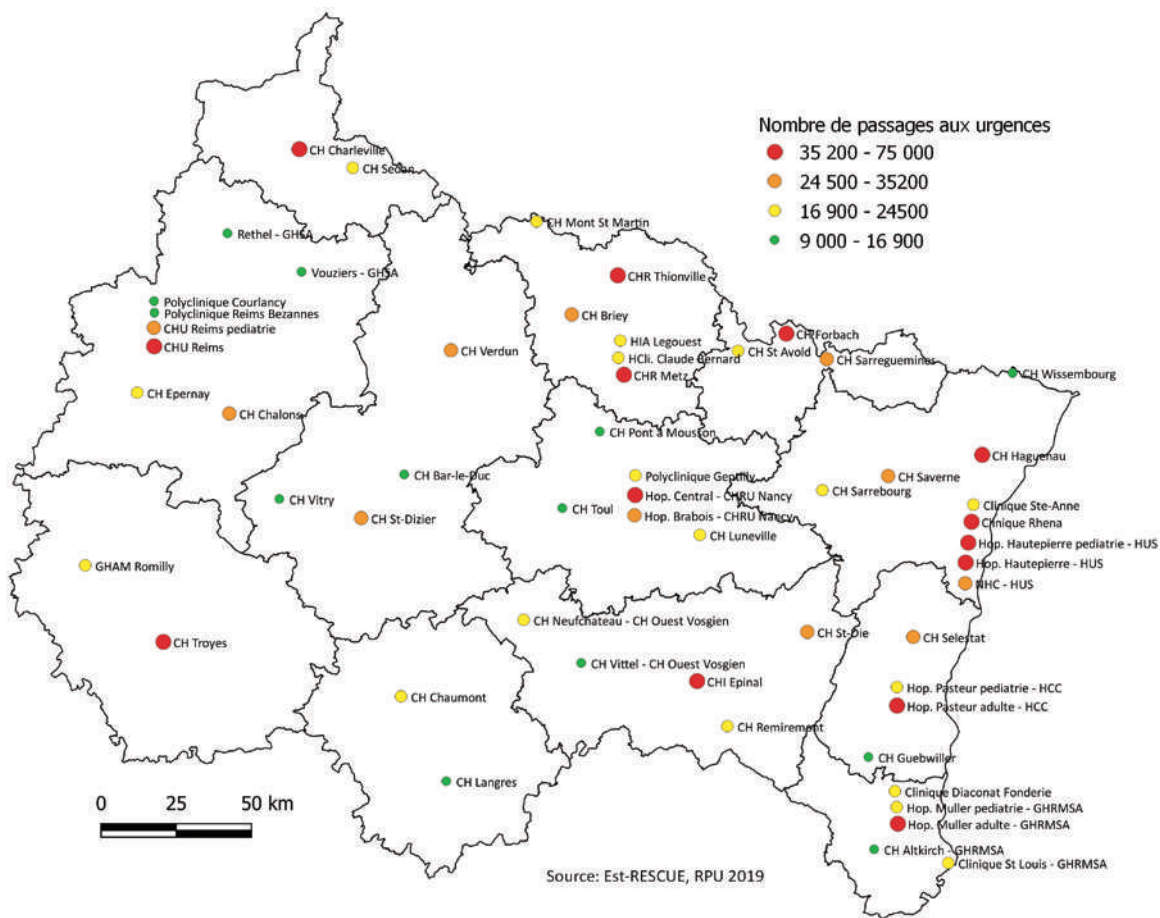 Nombre de passages aux urgences
35 200 - 75 000
24 500 - 35200
16 900 - 24500
9 000 - 16 900
CH Charleville
CH Sedan
CH Mont St Martin
Rethel - GHSA
Vouziers - GHSA
CHR Thionville
Polyclinique Courlancy
Polyclinique Reims Bezannes
CHU Reims pediatrie
CHU Reims
CH Briey
CH Forbach
HIA Legouest
CH Verdun
CH St Avold
HCli. Claude Bernard
CH Sarreguemines
CHR Metz
CH Wissembourg
CH Epernay
CH Chalons
CH Pont à Mousson
CH Haguenau
CH Bar-le-Duc
Polyclinique Gentilly
CH Saverne
CH Sarrebourg
CH Vitry
Hop. Central - CHRU Nancy
Clinique Ste-Anne
CH Toul
CH St-Dizier
Hop. Brabois - CHRU Nancy
Clinique Rhena
CH Luneville
Hop. Hautepierre pediatrie - HUS
Hop. Hautepierre - HUS
GHAM Romilly
NHC - HUS
CH Neufchateau - CH Ouest Vosgien
CH St-Die
CH Selestat
CH Troyes
CH Vittel - CH Ouest Vosgien
CHI Epinal
Hop. Pasteur pediatrie - HCC
CH Chaumont
Hop. Pasteur adulte - HCC
CH Remiremont
CH Guebwiller
CH Langres
Clinique Diaconat Fonderie
0 25 50 km
Hop. Muller pediatrie - GHRMSA
Hop. Muller adulte - GHRMSA
CH Altkirch - GHRMSA
Clinique St Louis - GHRMSA
Source: Est-RESCUE, RPU 2019